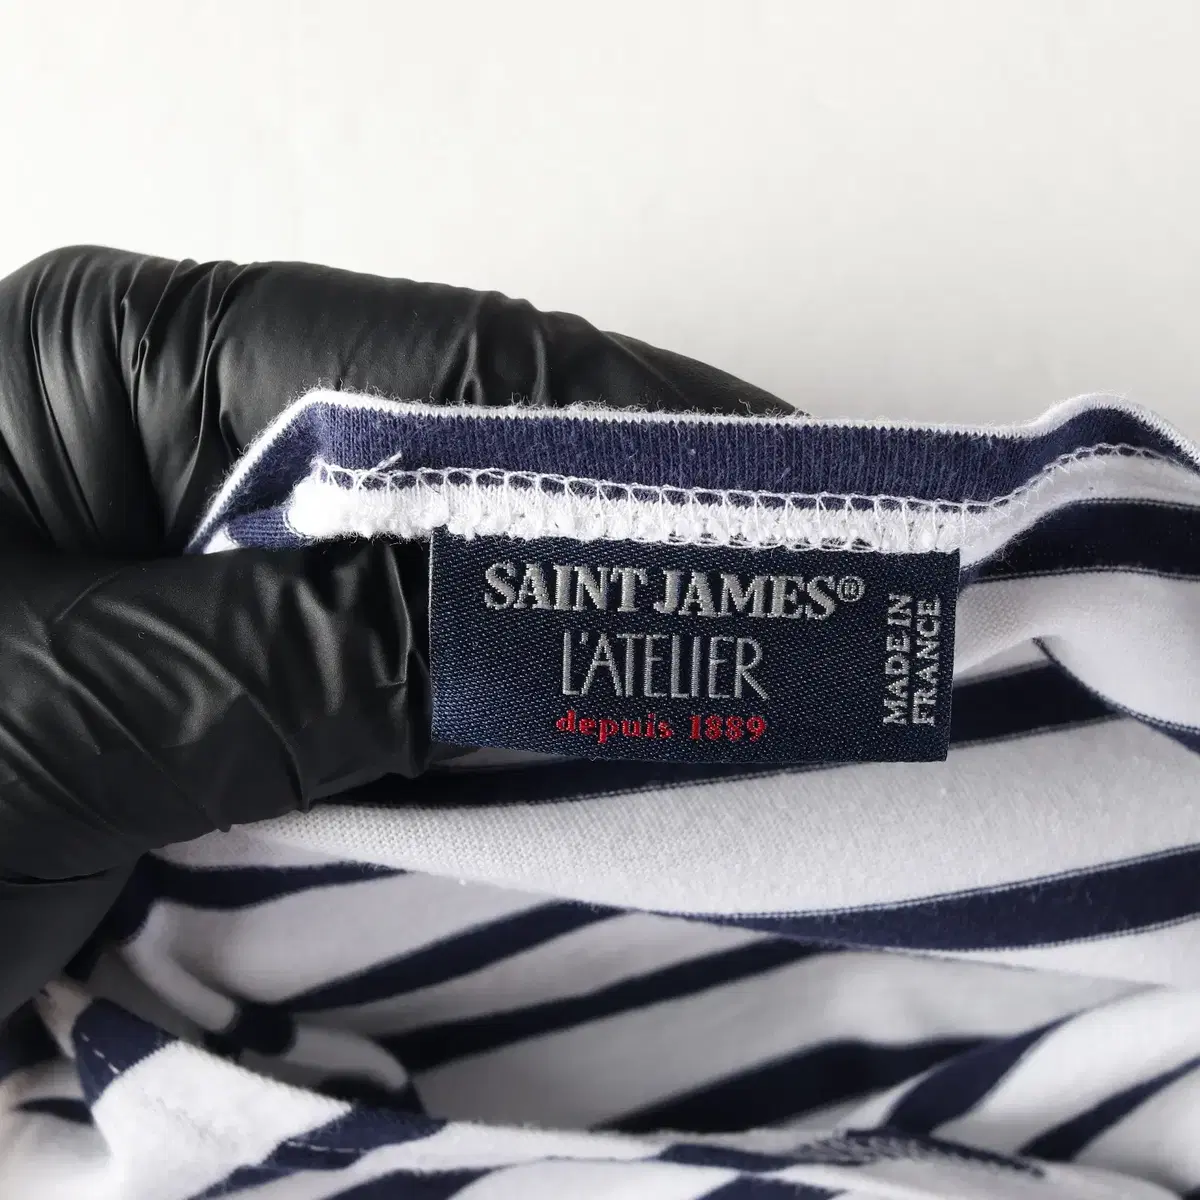 SAINT JAMES®
L'ATELIER
depuis 1889
MADE IN
FRANCE